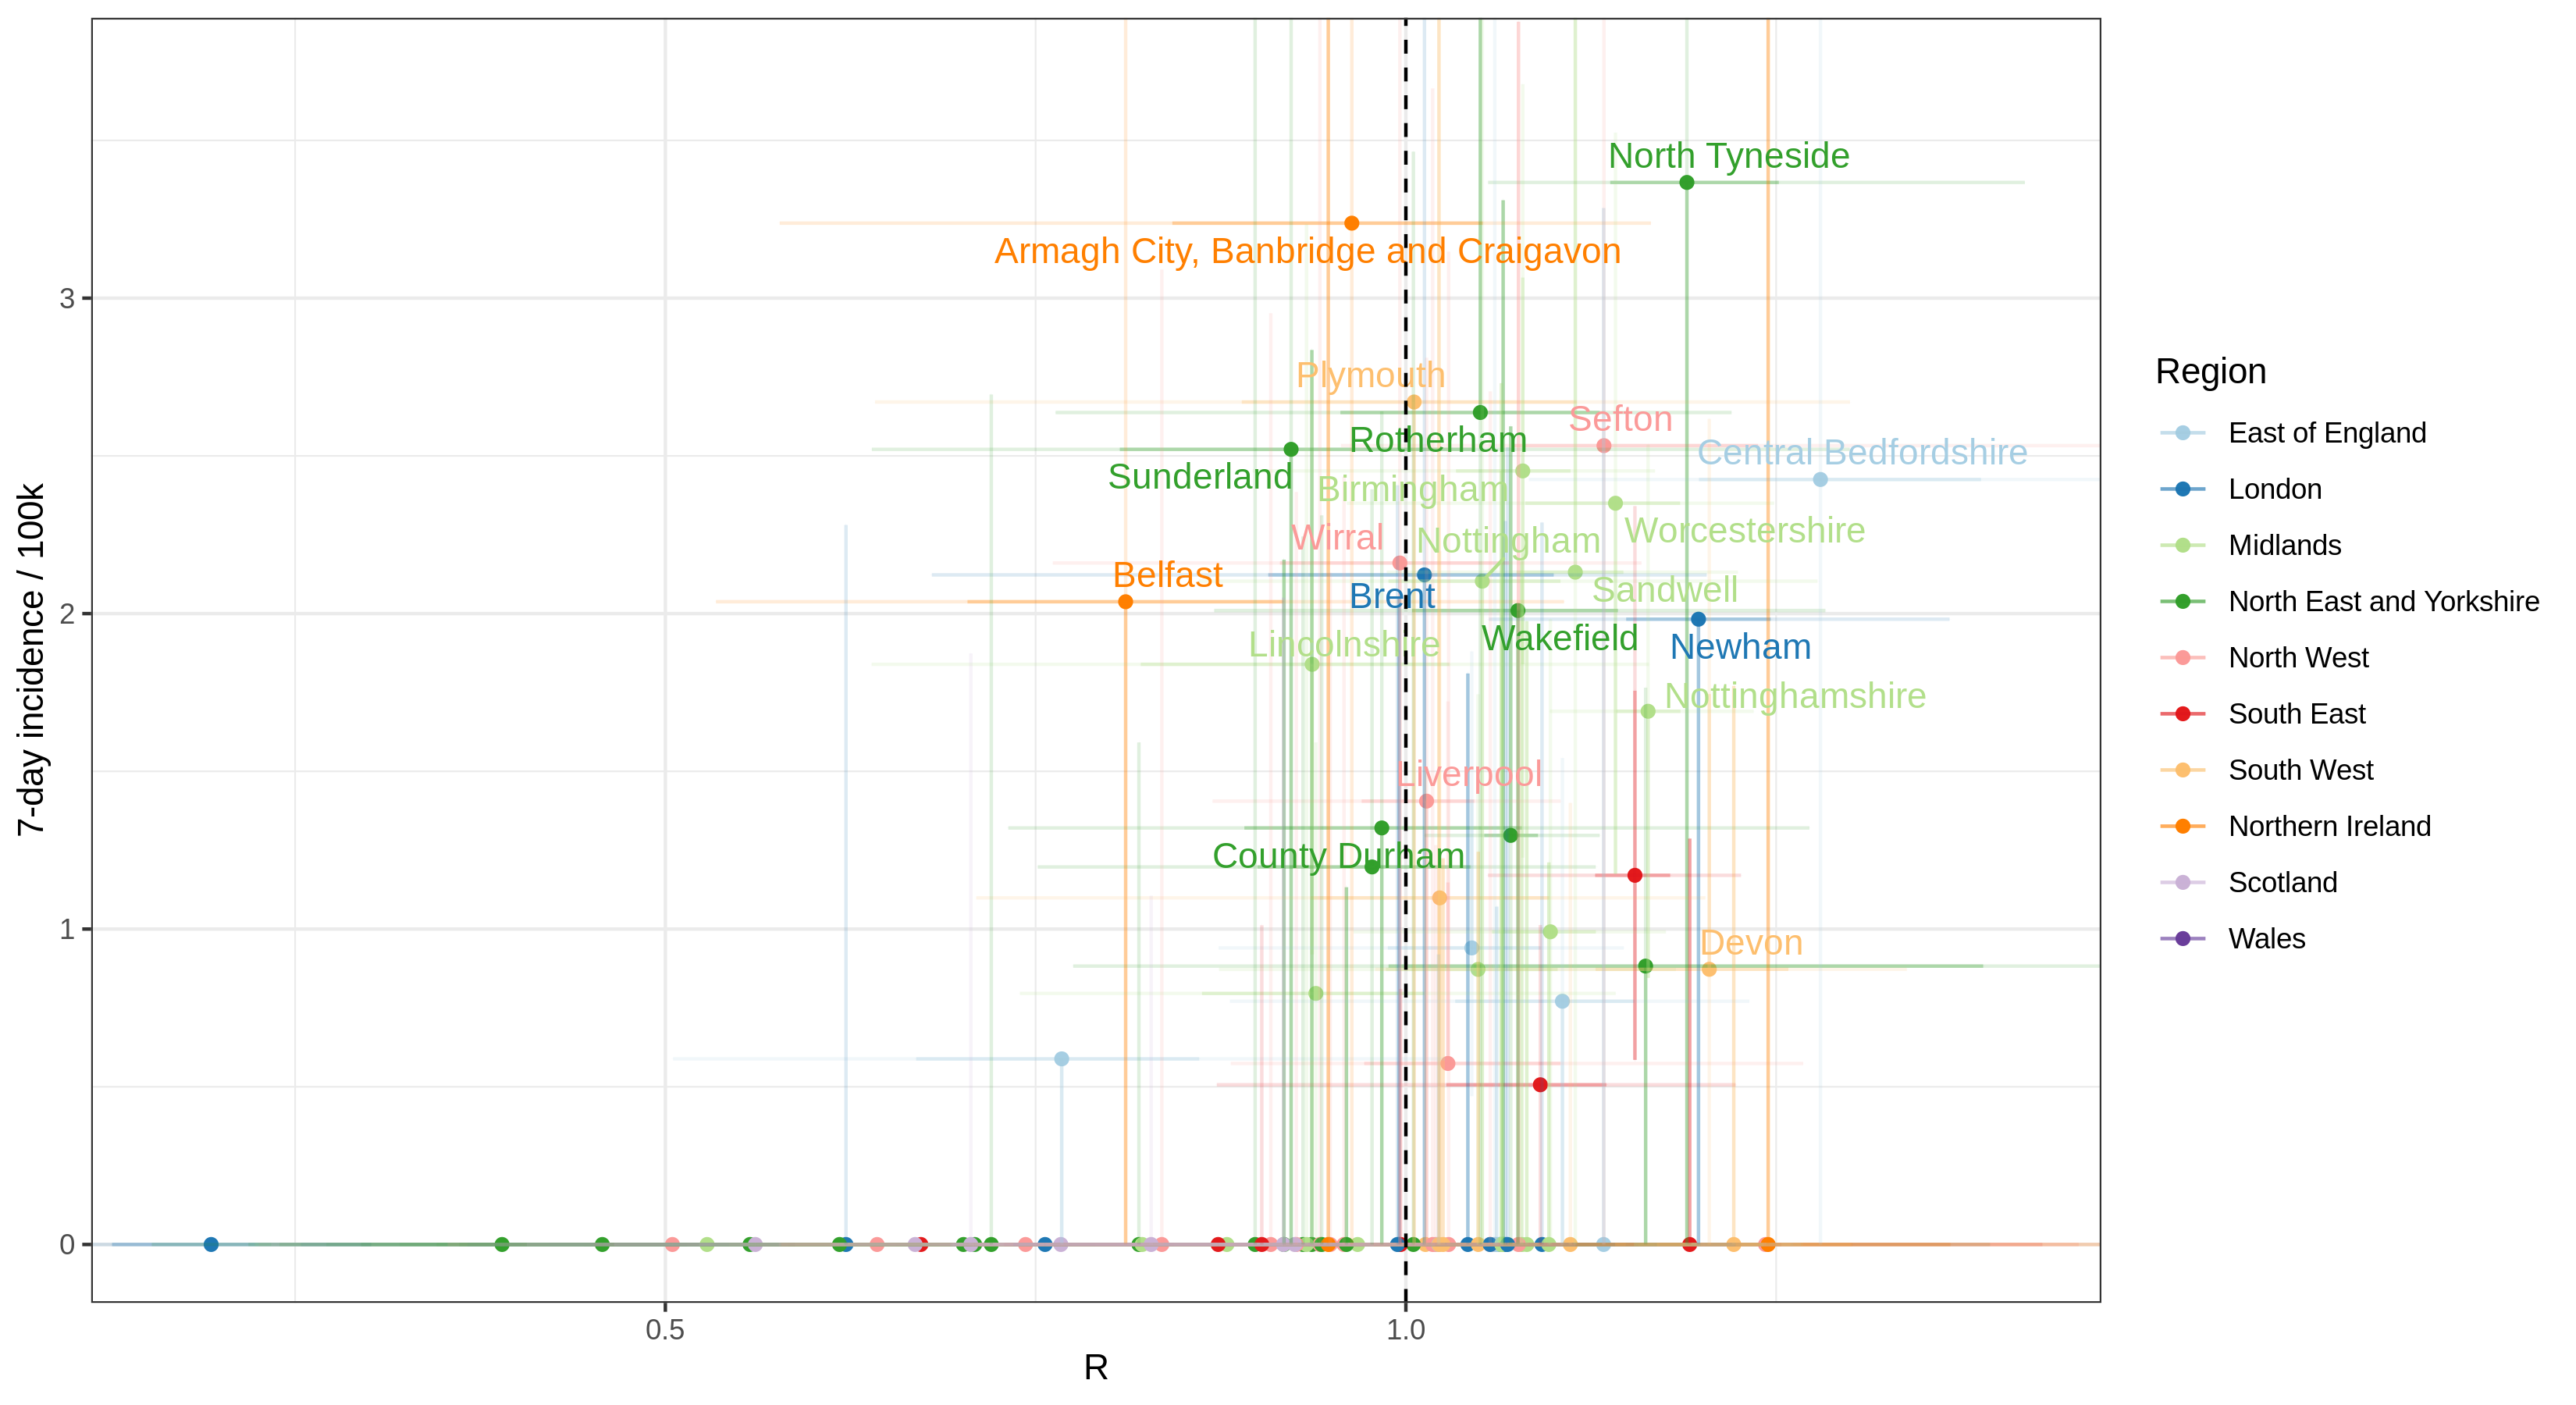 North Tyneside
Armagh City, Banbridge and Craigavon
3
Plymouth
Sefton
Rotherham
Central Bedfordshire
Sunderland
Birmingham
Worcestershire
Wirral
Nottingham
Belfast
Brent
Sandwell
2
Wakefield
Lincolnshire
Newham
Nottinghamshire
Liverpool
County Durham
1
Devon
0
0.5
1.0
R
7-day incidence / 100k
Region
East of England
London
Midlands
North East and Yorkshire
North West
South East
South West
Northern Ireland
Scotland
Wales